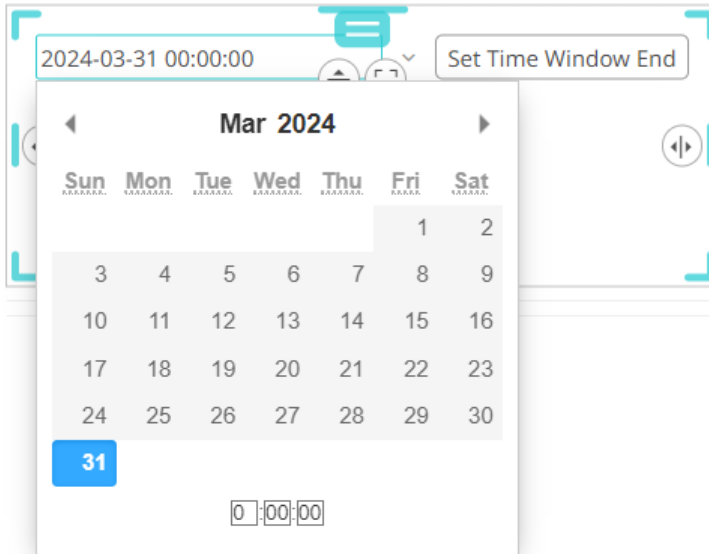 2024-03-31 00:00:00 Set Time Window End
Mar 2024
Sun Mon Tue Wed Thu Fri Sat
1 2
3 4 5 6 7 8 9
10 11 12 13 14 15 16
17 18 19 20 21 22 23
24 25 26 27 28 29 30
31
0 :00:00